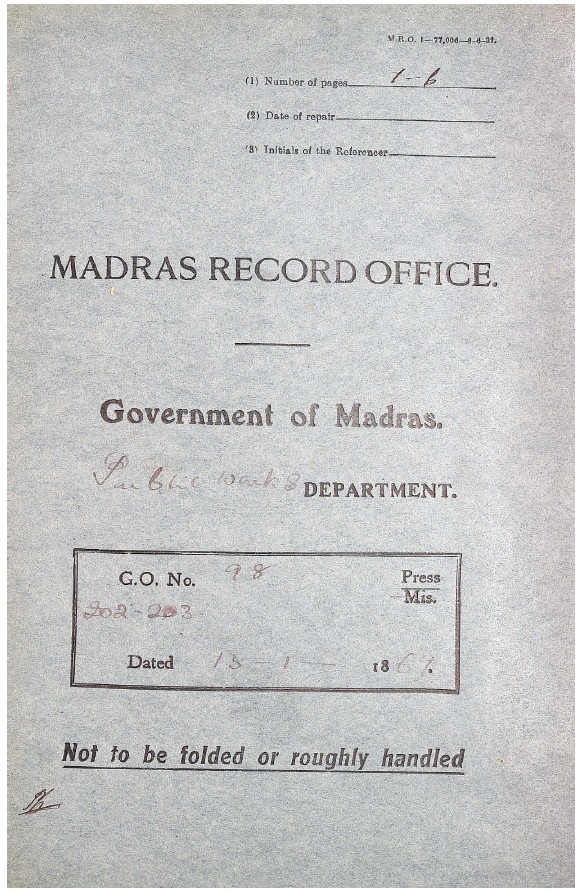 M.R.O. 1—77,006—8-6-37.
(1) Number of pages 1-6
(2) Date of repair
(3) Initials of the Referencer
MADRAS RECORD OFFICE.
Government of Madras.
Public works DEPARTMENT.
G.O. No. 98 Press
Mis.
202-203
Dated 13-1- 186
Not to be folded or roughly handled